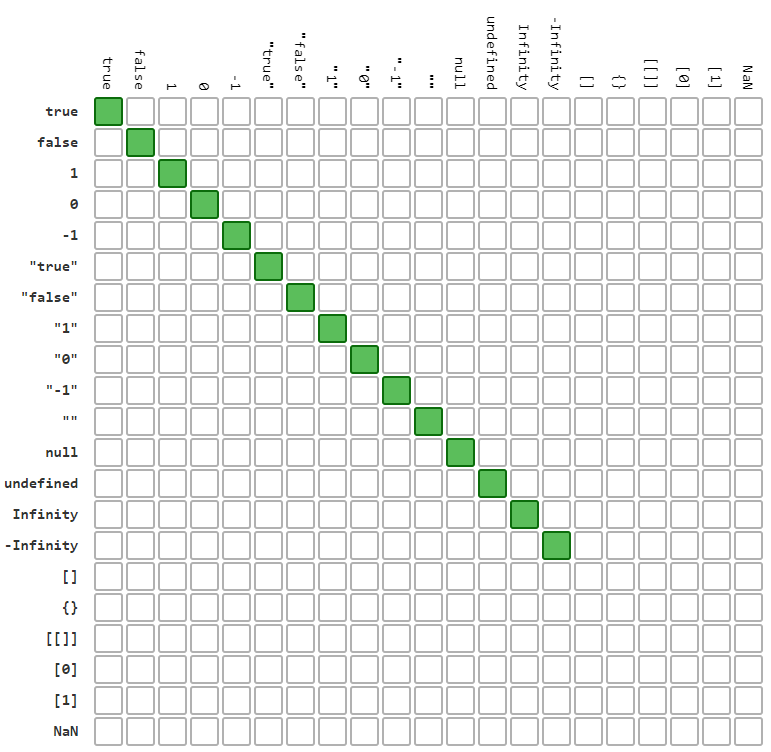 true
false
1
0
-1
"true"
"false"
"1"
"0"
"-1"
""
null
undefined
Infinity
-Infinity
[]
{}
[[]]
[0]
[1]
NaN
true
false
1
0
-1
"true"
"false"
"1"
"0"
"-1"
""
null
undefined
Infinity
-Infinity
[]
{}
[[]]
[0]
[1]
NaN